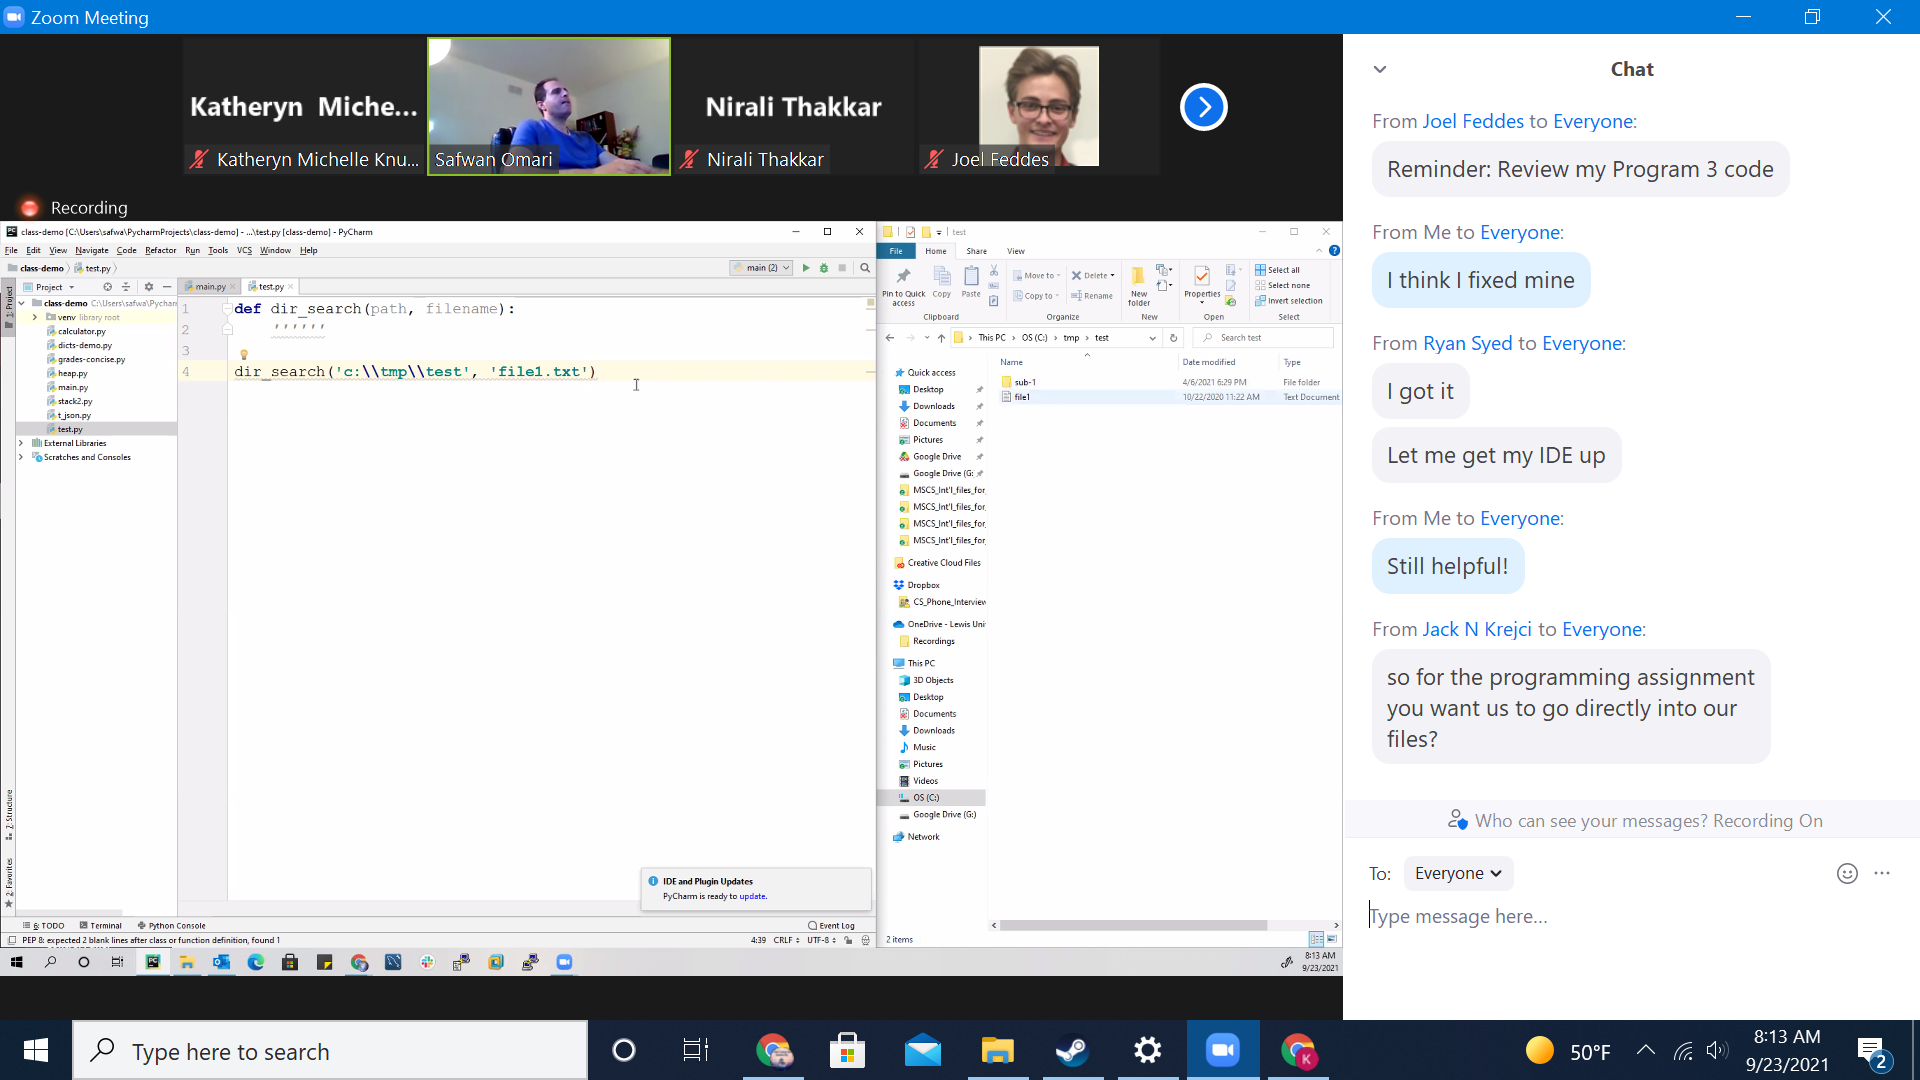 Zoom Meeting
Katheryn Miche...
Katheryn Michelle Knu...
Safwan Omari
Nirali Thakkar
Nirali Thakkar
Joel Feddes
Recording
class-demo [C:\Users\safwa\PycharmProjects\class-demo] - ...\test.py [class-demo] - PyCharm
File Edit View Navigate Code Refactor Run Tools VCS Window Help
class-demo test.py
main (2)
Project
main.py
test.py
1: Project
class-demo C:\Users\safwa\Pychar
venv library root
calculator.py
dicts-demo.py
grades-concise.py
heap.py
main.py
stack2.py
t_json.py
test.py
External Libraries
Scratches and Consoles
1 def dir_search(path, filename):
2 ''''''
3
4 dir_search('c:\\tmp\\test', 'file1.txt')
7: Structure
2: Favorites
IDE and Plugin Updates
PyCharm is ready to update.
6: TODO Terminal Python Console
Event Log
PEP 8: expected 2 blank lines after class or function definition, found 1
4:39 CRLF UTF-8
test
File Home Share View
Pin to Quick access
Copy
Paste
Clipboard
Move to
Copy to
Delete
Rename
Organize
New folder
New
Properties
Open
Select all
Select none
Invert selection
Select
This PC > OS (C:) > tmp > test
Search test
Name Date modified Type
sub-1 4/6/2021 6:29 PM File folder
file1 10/22/2020 11:22 AM Text Document
Quick access
Desktop
Downloads
Documents
Pictures
Google Drive
Google Drive (G:
MSCS_Int'l_files_for
MSCS_Int'l_files_for
MSCS_Int'l_files_for
MSCS_Int'l_files_for
Creative Cloud Files
Dropbox
CS_Phone_Interview
OneDrive - Lewis Uni
Recordings
This PC
3D Objects
Desktop
Documents
Downloads
Music
Pictures
Videos
OS (C:)
Google Drive (G:)
Network
2 items
8:13 AM
9/23/2021
Chat
From Joel Feddes to Everyone:
Reminder: Review my Program 3 code
From Me to Everyone:
I think I fixed mine
From Ryan Syed to Everyone:
I got it
Let me get my IDE up
From Me to Everyone:
Still helpful!
From Jack N Krejci to Everyone:
so for the programming assignment
you want us to go directly into our
files?
Who can see your messages? Recording On
To: Everyone
Type message here...
Type here to search
K
50°F
8:13 AM
9/23/2021
2